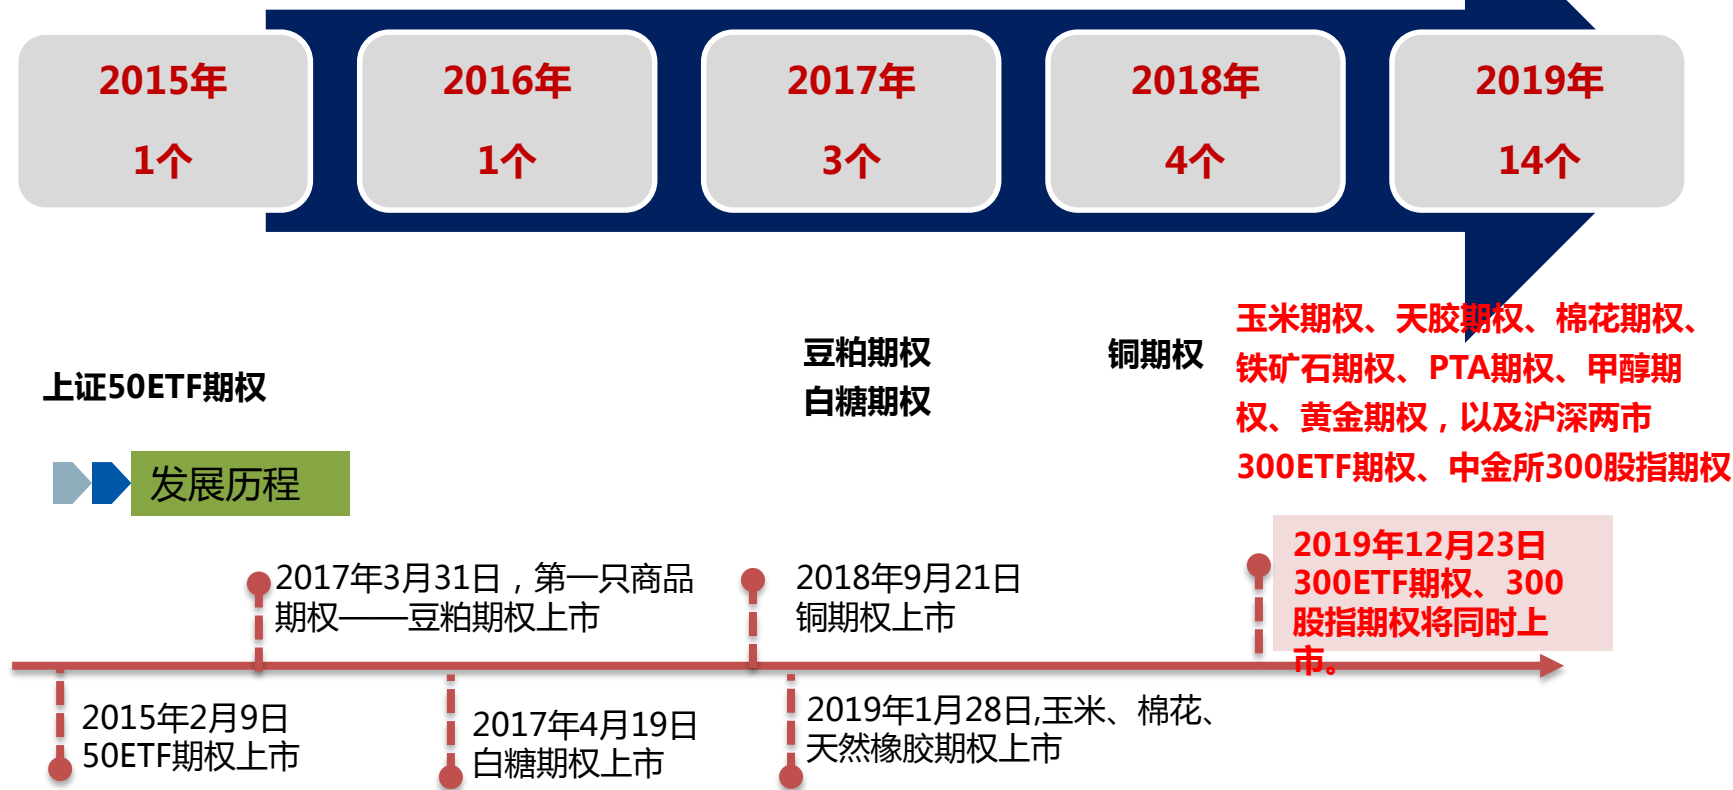 2015年
1个
2016年
1个
2017年
3个
2018年
4个
2019年
14个
上证50ETF期权
豆粕期权
白糖期权
铜期权
玉米期权、天胶期权、棉花期权、
铁矿石期权、PTA期权、甲醇期
权、黄金期权，以及沪深两市
300ETF期权、中金所300股指期权
发展历程
2017年3月31日，第一只商品
期权——豆粕期权上市
2018年9月21日
铜期权上市
2019年12月23日
300ETF期权、300
股指期权将同时上
市。
2015年2月9日
50ETF期权上市
2017年4月19日
白糖期权上市
2019年1月28日,玉米、棉花、
天然橡胶期权上市